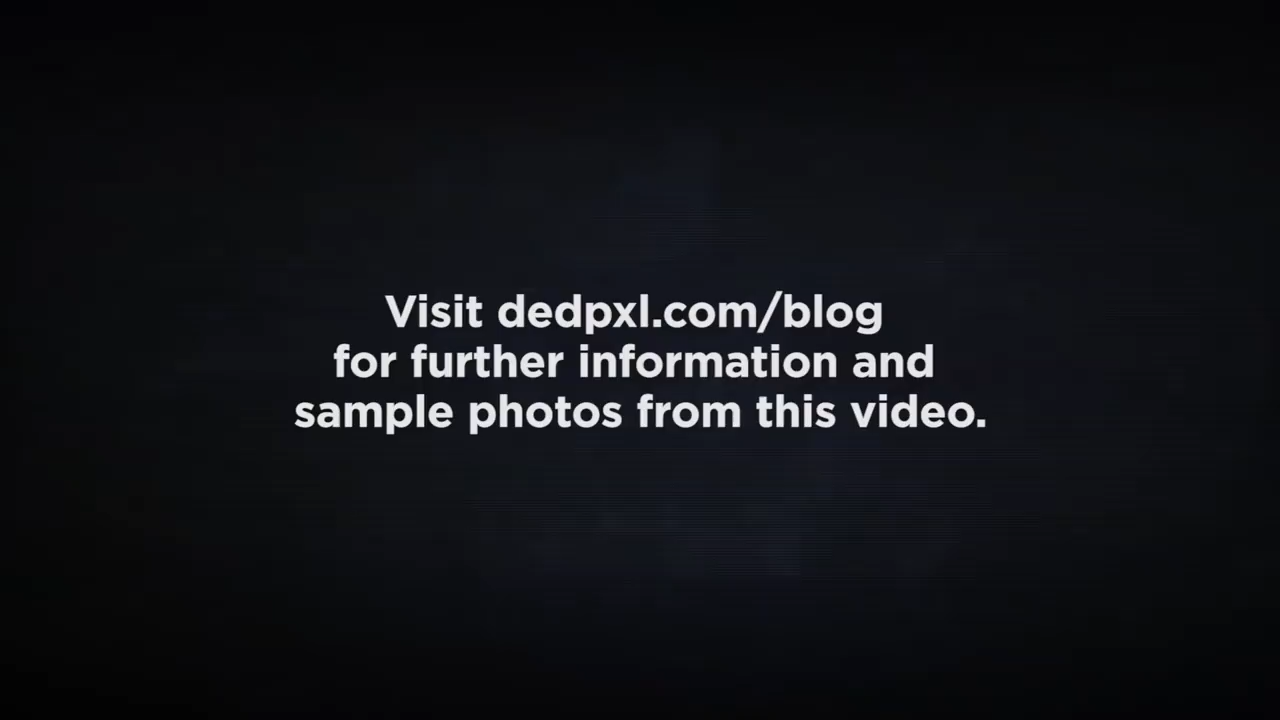 Visit dedpxl.com/blog
for further information and
sample photos from this video.